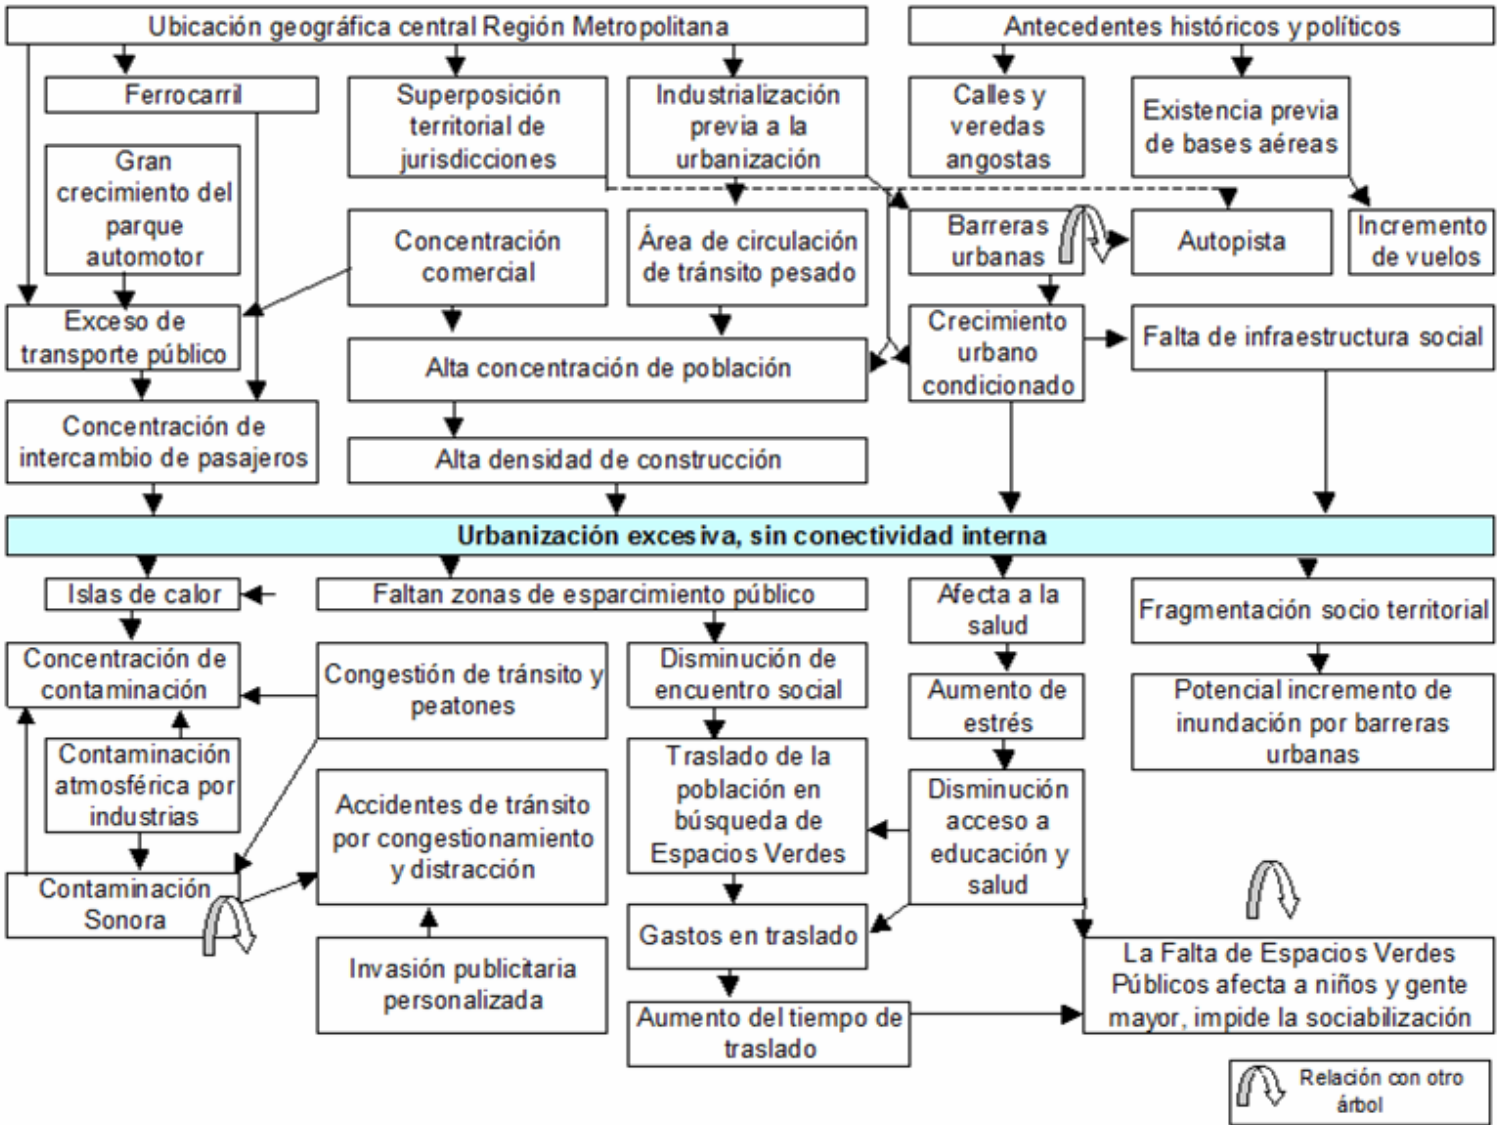 Ubicación geográfica central Región Metropolitana
Antecedentes históricos y políticos
Ferrocarril
Superposición
territorial de
jurisdicciones
Industrialización
previa a la
urbanización
Calles y
veredas
angostas
Existencia previa
de bases aéreas
Gran
crecimiento del
parque
automotor
Concentración
comercial
Área de circulación
de tránsito pesado
Barreras
urbanas
Autopista
Incremento
de vuelos
Exceso de
transporte público
Alta concentración de población
Crecimiento
urbano
condicionado
Falta de infraestructura social
Concentración de
intercambio de pasajeros
Alta densidad de construcción
Urbanización excesiva, sin conectividad interna
Islas de calor
Faltan zonas de esparcimiento público
Afecta a la
salud
Fragmentación socio territorial
Concentración de
contaminación
Congestión de tránsito y
peatones
Disminución de
encuentro social
Aumento de
estrés
Potencial incremento de
inundación por barreras
urbanas
Contaminación
atmosférica por
industrias
Accidentes de tránsito
por congestionamiento
y distracción
Traslado de la
población en
búsqueda de
Espacios Verdes
Disminución
acceso a
educación y
salud
Contaminación
Sonora
Invasión publicitaria
personalizada
Gastos en traslado
La Falta de Espacios Verdes
Públicos afecta a niños y gente
mayor, impide la sociabilización
Aumento del tiempo de
traslado
Relación con otro
árbol